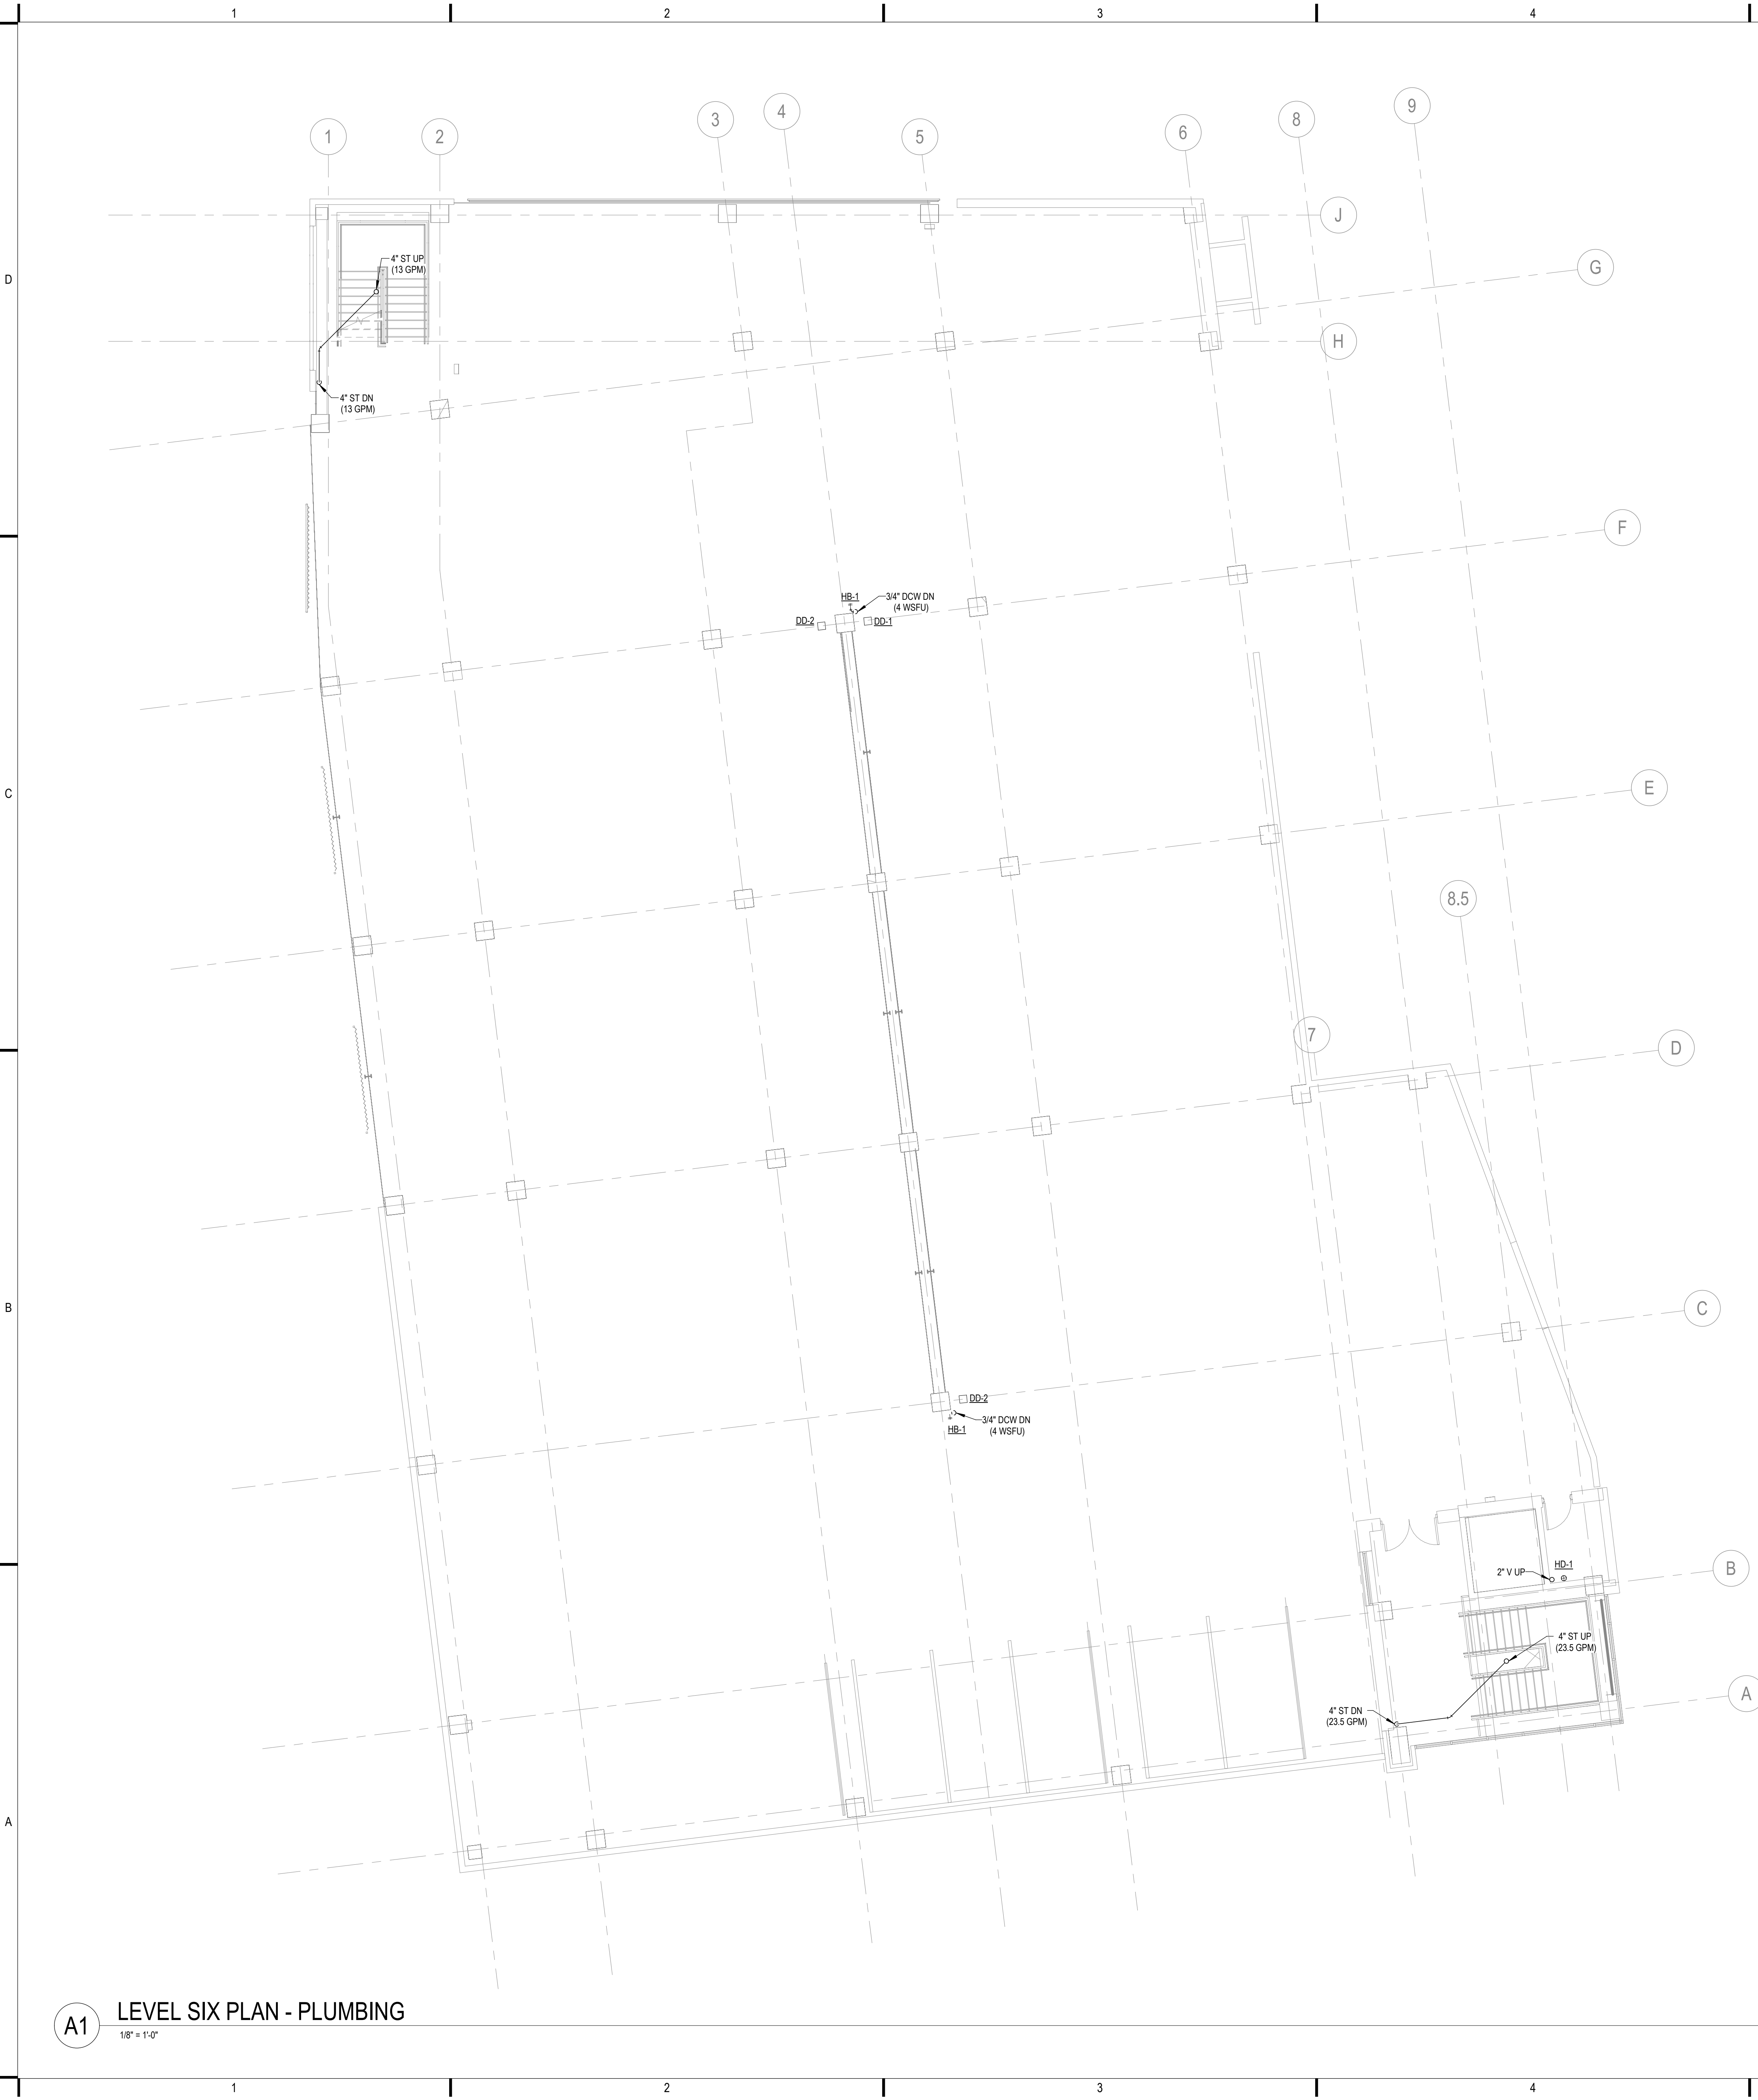 1 2 3 4
1 2 3 4 5 6 8 9
J
G
D
4" ST UP
(13 GPM)
H
4" ST DN
(13 GPM)
F
HB-1
3/4" DCW DN
(4 WSFU)
DD-2
DD-1
E
C
8.5
7
D
B
C
DD-2
3/4" DCW DN
(4 WSFU)
HB-1
B
HD-1
2" V UP
4" ST UP
(23.5 GPM)
A
4" ST DN
(23.5 GPM)
A
A1
LEVEL SIX PLAN - PLUMBING
1/8" = 1'-0"
1 2 3 4